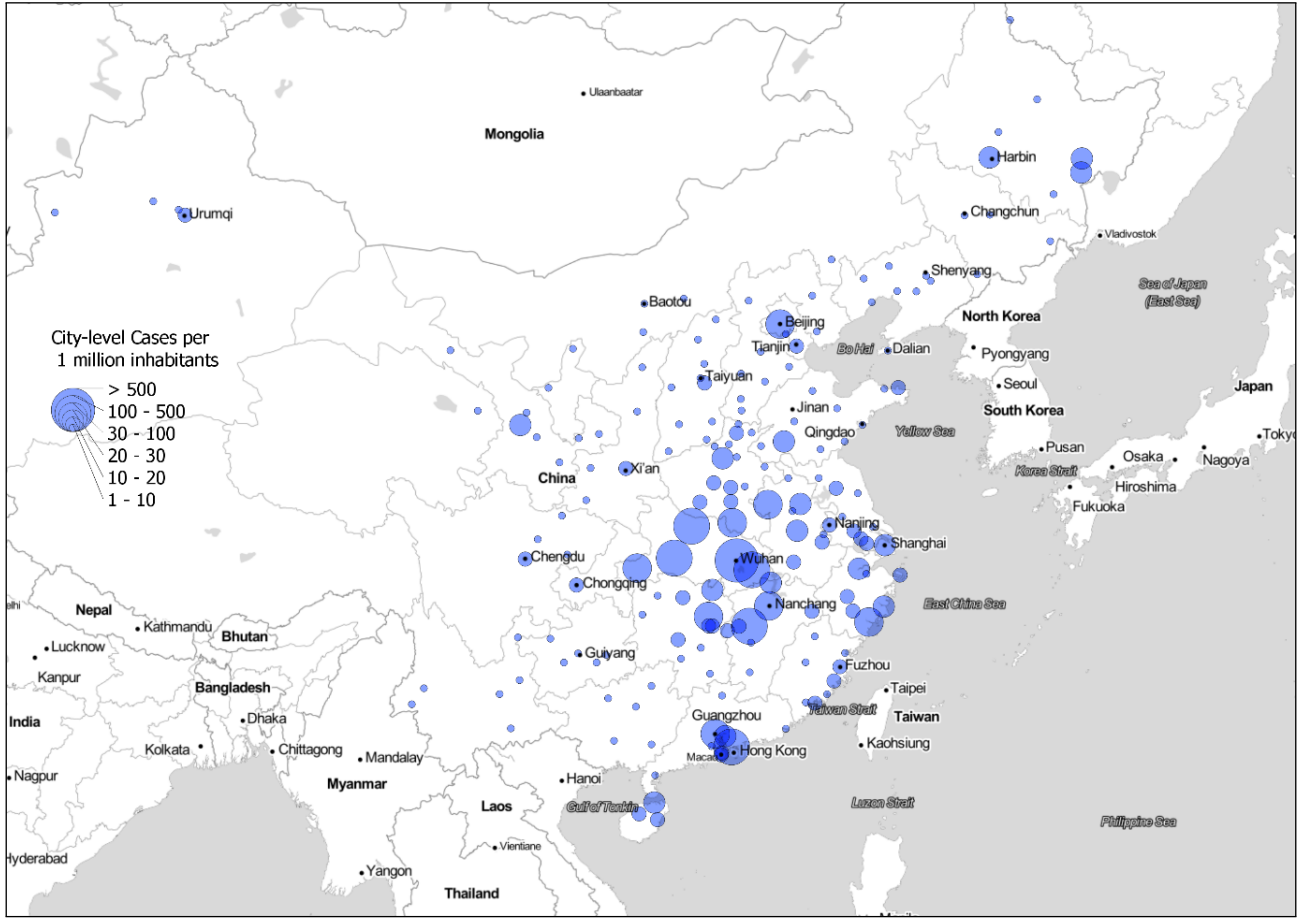 Ulaanbaatar
Mongolia
Harbin
Urumqi
Changchun
Vladivostok
Shenyang
Sea of Japan
(East Sea)
Baotou
North Korea
Beijing
City-level Cases per
1 million inhabitants
Tianjin
Bo Hai
Dalian
Pyongyang
Taiyuan
Seoul
Japan
> 500
100 - 500
30 - 100
20 - 30
10 - 20
1 - 10
Jinan
South Korea
Qingdao
Yellow Sea
Tokyo
Pusan
Osaka
Nagoya
Xi'an
Korea Strait
China
Hiroshima
Fukuoka
Nanjing
Shanghai
Chengdu
Wuhan
Chongqing
Nepal
Nanchang
East China Sea
Kathmandu
Bhutan
Lucknow
Guiyang
Kanpur
Fuzhou
Bangladesh
Taipei
Taiwan Strait
Guangzhou
Taiwan
India
Dhaka
Kolkata
Chittagong
Mandalay
Macau
Hong Kong
Kaohsiung
Nagpur
Hanoi
Myanmar
Laos
Gulf of Tonkin
Luzon Strait
Philippine Sea
Vientiane
Hyderabad
Yangon
Thailand